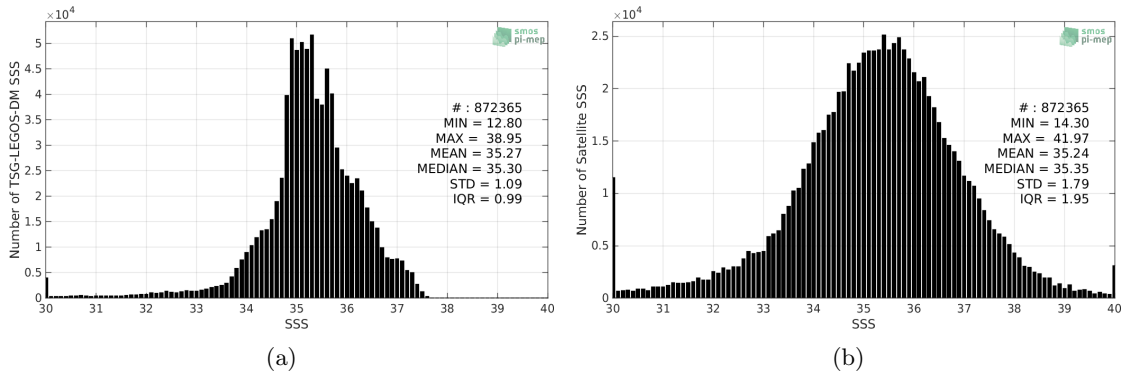 ×10⁴
Number of TSG-LEGOS-DM SSS
5
4.5
4
3.5
3
2.5
2
1.5
1
0.5
0
30 31 32 33 34 35 36 37 38 39 40
SSS
smos
pi-mep
# : 872365
MIN = 12.80
MAX = 38.95
MEAN = 35.27
MEDIAN = 35.30
STD = 1.09
IQR = 0.99
(a)
×10⁴
Number of Satellite SSS
2.5
2
1.5
1
0.5
0
30 31 32 33 34 35 36 37 38 39 40
SSS
smos
pi-mep
# : 872365
MIN = 14.30
MAX = 41.97
MEAN = 35.24
MEDIAN = 35.35
STD = 1.79
IQR = 1.95
(b)